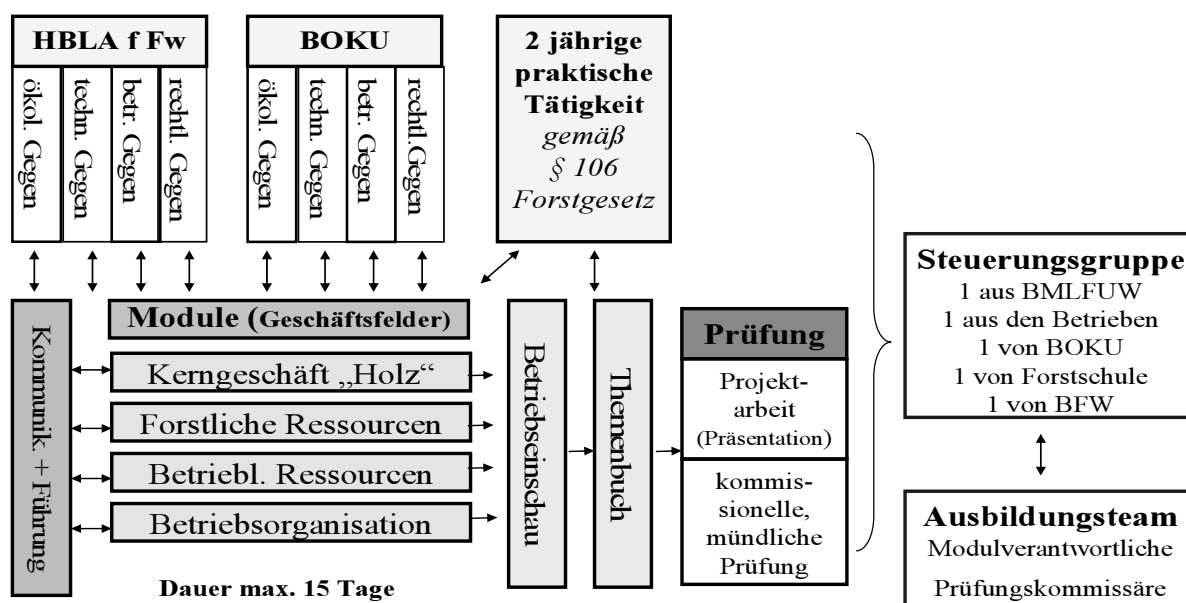 HBLA f Fw
ökol. Gegen
techn. Gegen
betr. Gegen
rechtl. Gegen
BOKU
ökol. Gegen
techn. Gegen
betr. Gegen
rechtl.Gegen
2 jährige
praktische
Tätigkeit
gemäß
§ 106
Forstgesetz
Kommunik. + Führung
Module (Geschäftsfelder)
Kerngeschäft „Holz“
Forstliche Ressourcen
Betriebl. Ressourcen
Betriebsorganisation
Dauer max. 15 Tage
Betriebseinschau
Themenbuch
Prüfung
Projekt-
arbeit
(Präsentation)
kommis-
sionelle,
mündliche
Prüfung
Steuerungsgruppe
1 aus BMLFUW
1 aus den Betrieben
1 von BOKU
1 von Forstschule
1 von BFW
Ausbildungsteam
Modulverantwortliche
Prüfungskommissäre